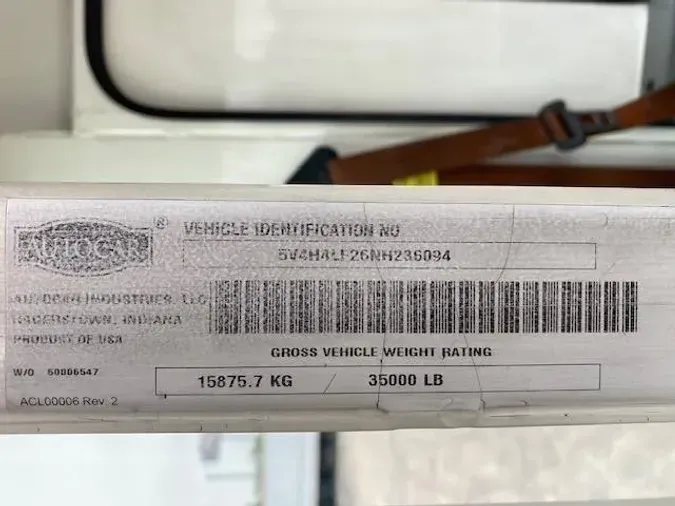 AUTOCAR ®
VEHICLE IDENTIFICATION NO.
5V4H4LF26NH236094
AUTOCAR INDUSTRIES, LLC
HAGERSTOWN, INDIANA
PRODUCT OF USA
GROSS VEHICLE WEIGHT RATING
W/O 50006547
15875.7 KG / 35000 LB
ACL00006 Rev. 2